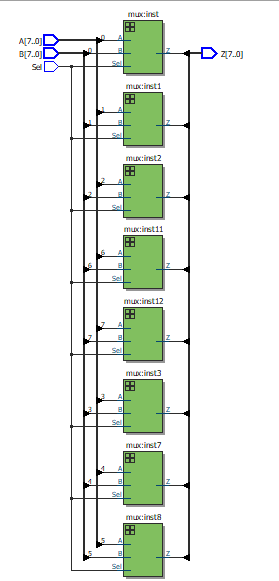 mux:inst
A[7..0] 0 A
B[7..0] 0 B Z Z[7..0]
Sel Sel
mux:inst1
1 A
1 B Z
Sel
mux:inst2
2 A
2 B Z
Sel
mux:inst11
6 A
6 B Z
Sel
mux:inst12
7 A
7 B Z
Sel
mux:inst3
3 A
3 B Z
Sel
mux:inst7
4 A
4 B Z
Sel
mux:inst8
5 A
5 B Z
Sel